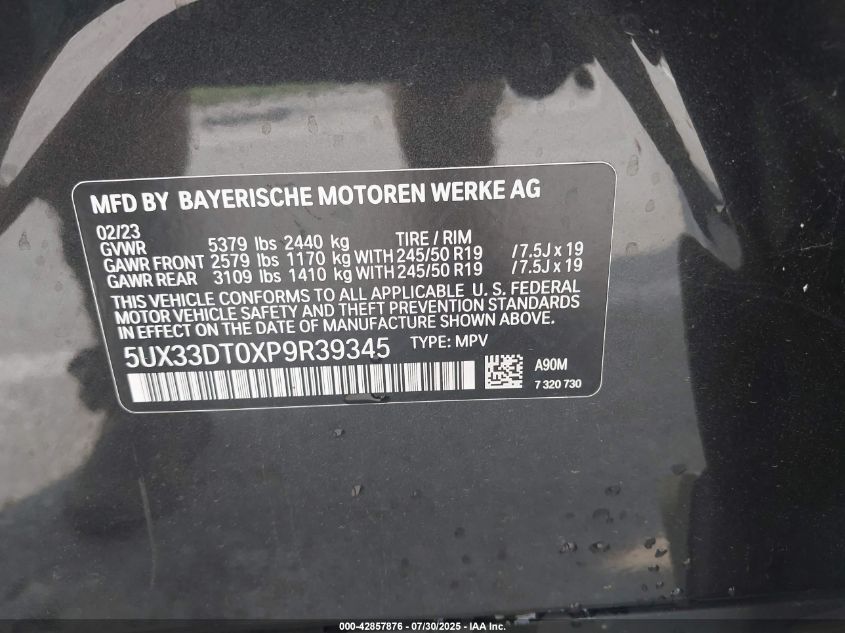 MFD BY BAYERISCHE MOTOREN WERKE AG
02/23
GVWR 5379 lbs 2440 kg TIRE / RIM
GAWR FRONT 2579 lbs 1170 kg WITH 245/50 R19 / 7.5J x 19
GAWR REAR 3109 lbs 1410 kg WITH 245/50 R19 / 7.5J x 19
THIS VEHICLE CONFORMS TO ALL APPLICABLE U. S. FEDERAL
MOTOR VEHICLE SAFETY AND THEFT PREVENTION STANDARDS
IN EFFECT ON THE DATE OF MANUFACTURE SHOWN ABOVE.
5UX33DT0XP9R39345 TYPE: MPV
A90M
7 320 730
000-42857876 / 07/30/2025 - IAA Inc.